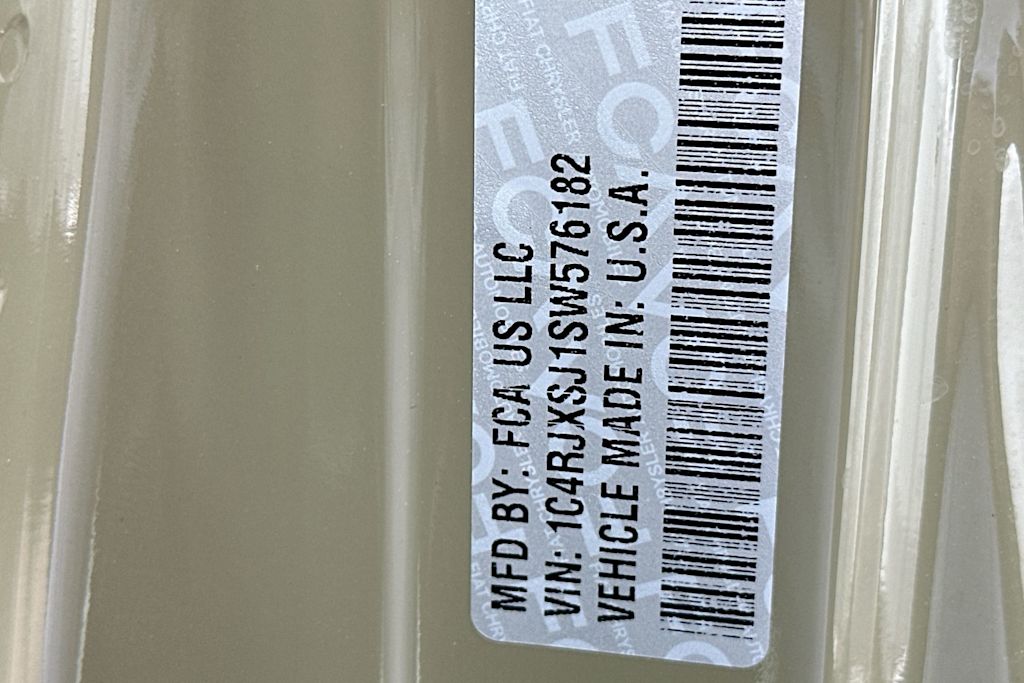 MFD BY: FCA US LLC
VIN: 1C4RJXSJ1SW576182
VEHICLE MADE IN: U.S.A.